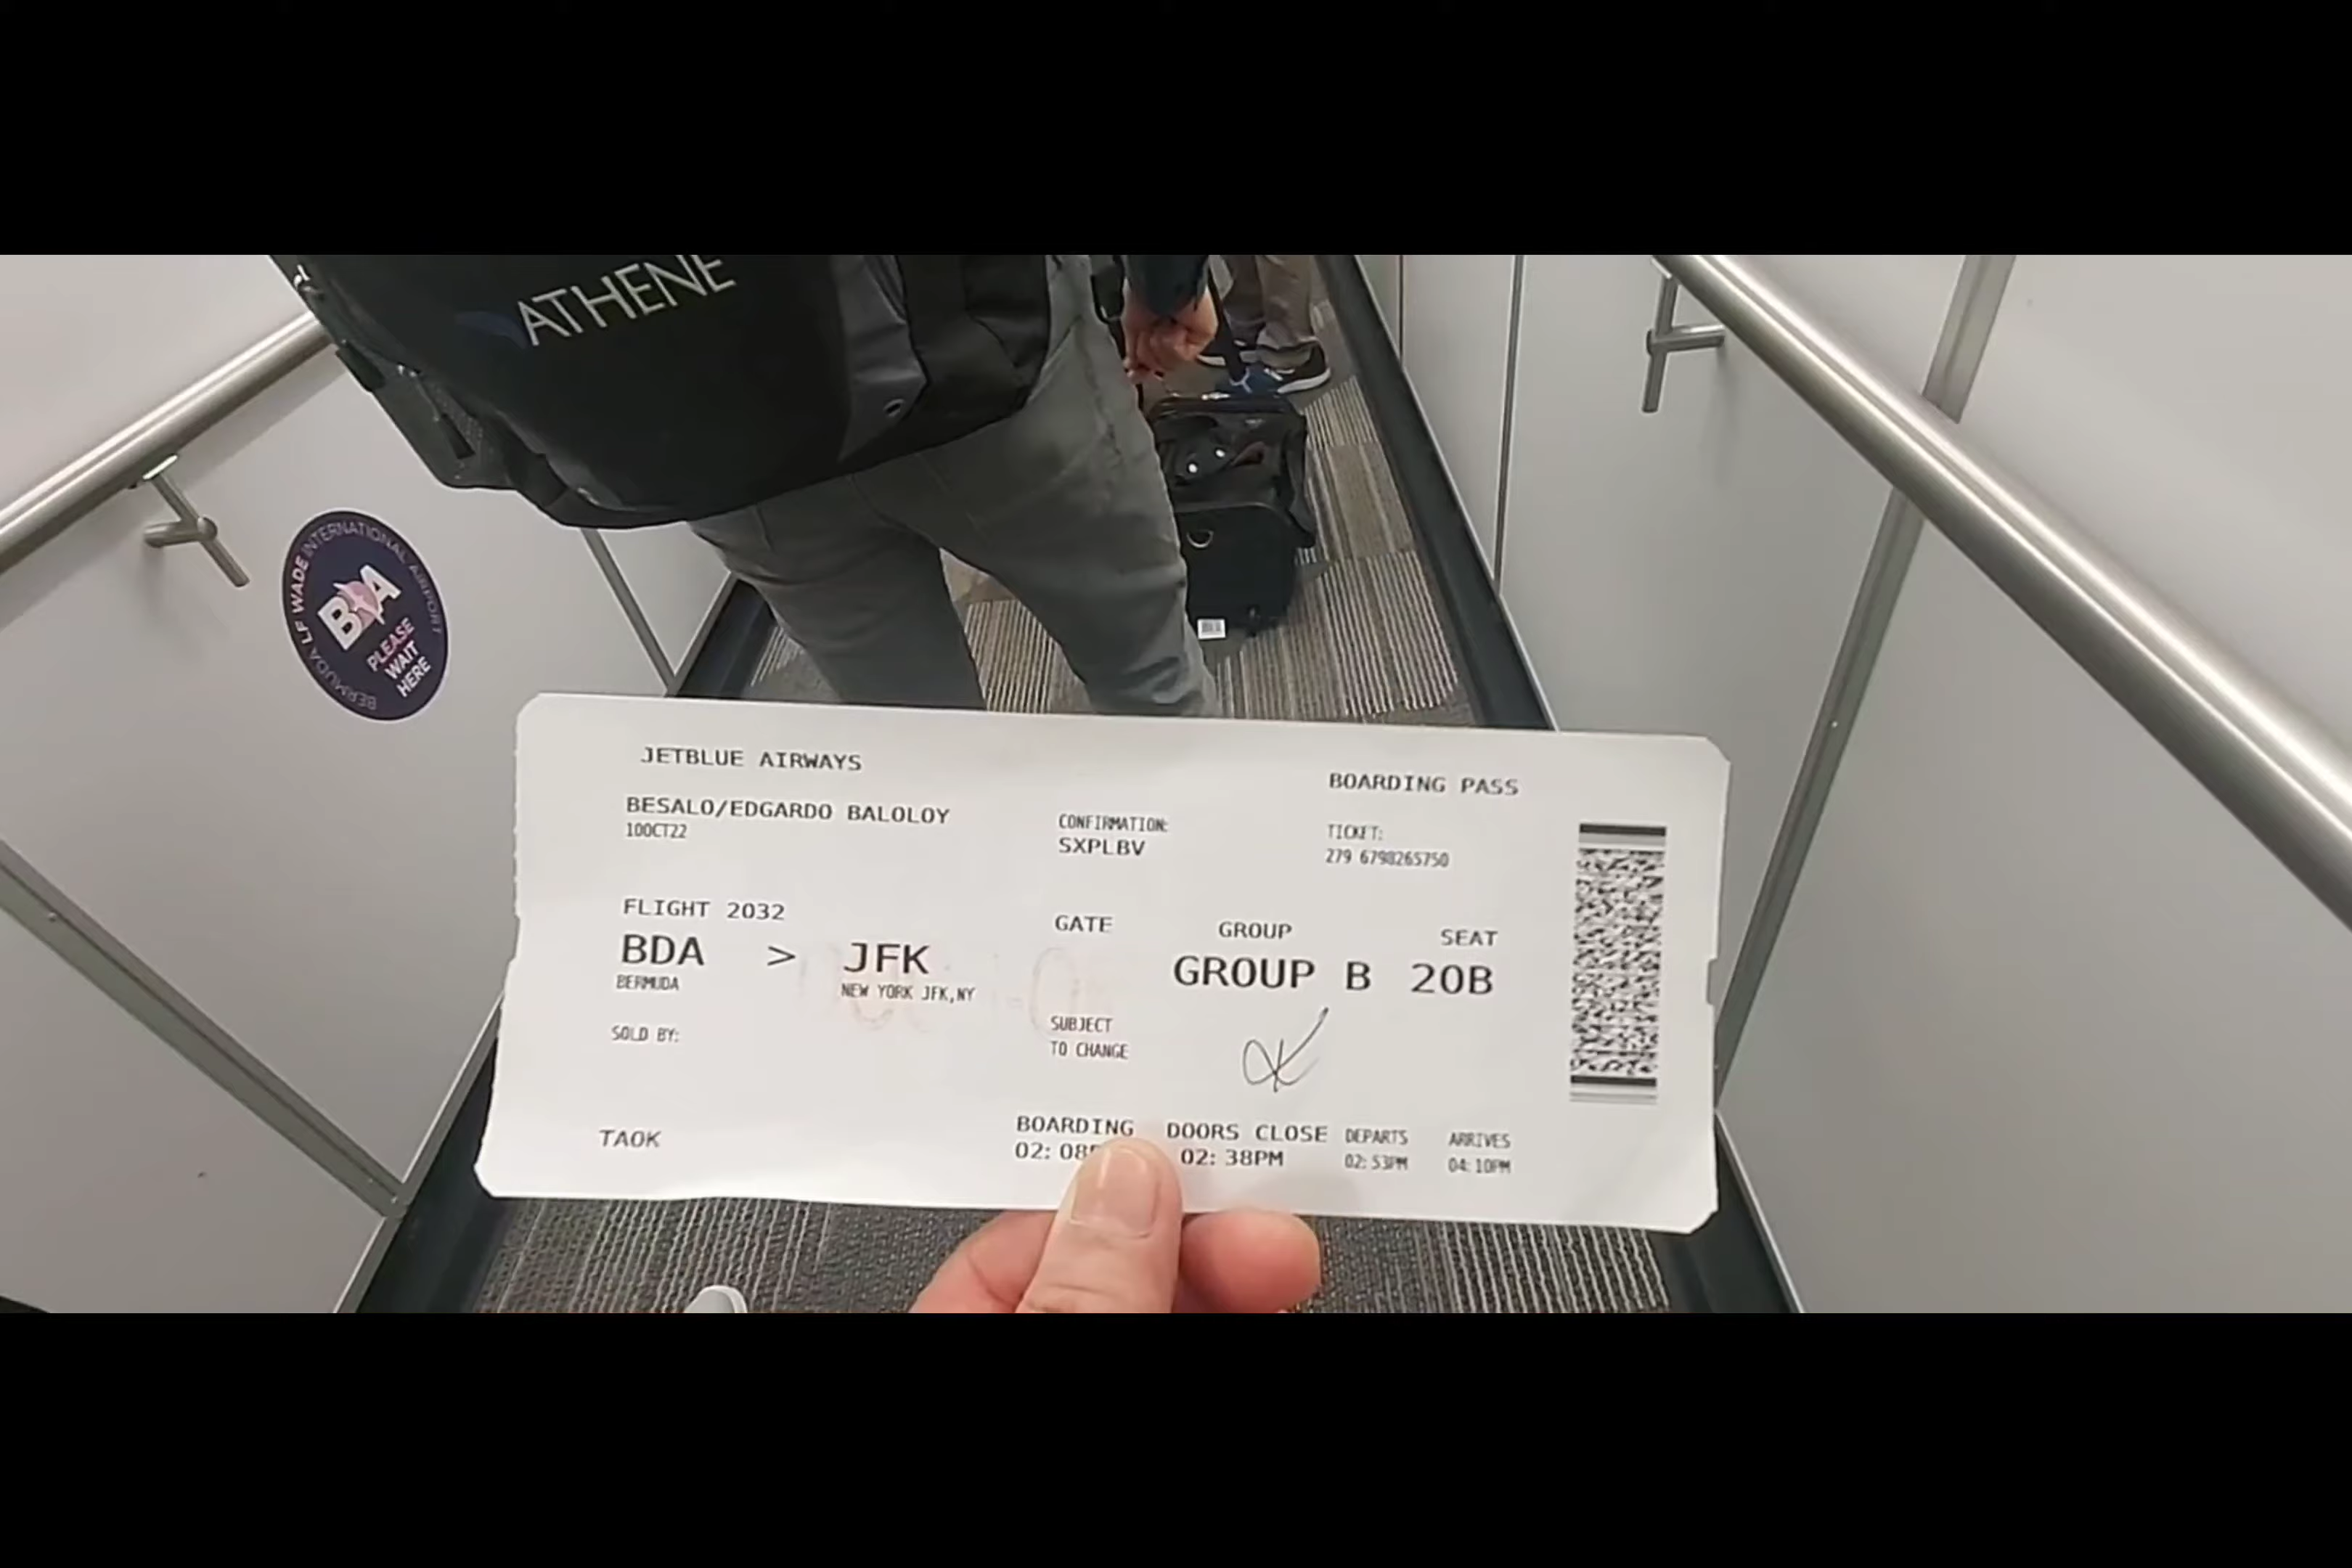 ATHENE
BERMUDA LF WADE INTERNATIONAL AIRPORT
BDA
PLEASE
WAIT
HERE
JETBLUE AIRWAYS
BOARDING PASS
BESALO/EDGARDO BALOLOY
10OCT22
CONFIRMATION:
SXPLBV
TICKET:
279 6798265750
FLIGHT 2032
GATE
GROUP
SEAT
BDA > JFK
GROUP B 20B
BERMUDA
NEW YORK JFK,NY
SOLD BY:
SUBJECT
TO CHANGE
TAOK
BOARDING DOORS CLOSE DEPARTS ARRIVES
02:08 02:38PM 02:53PM 04:10PM